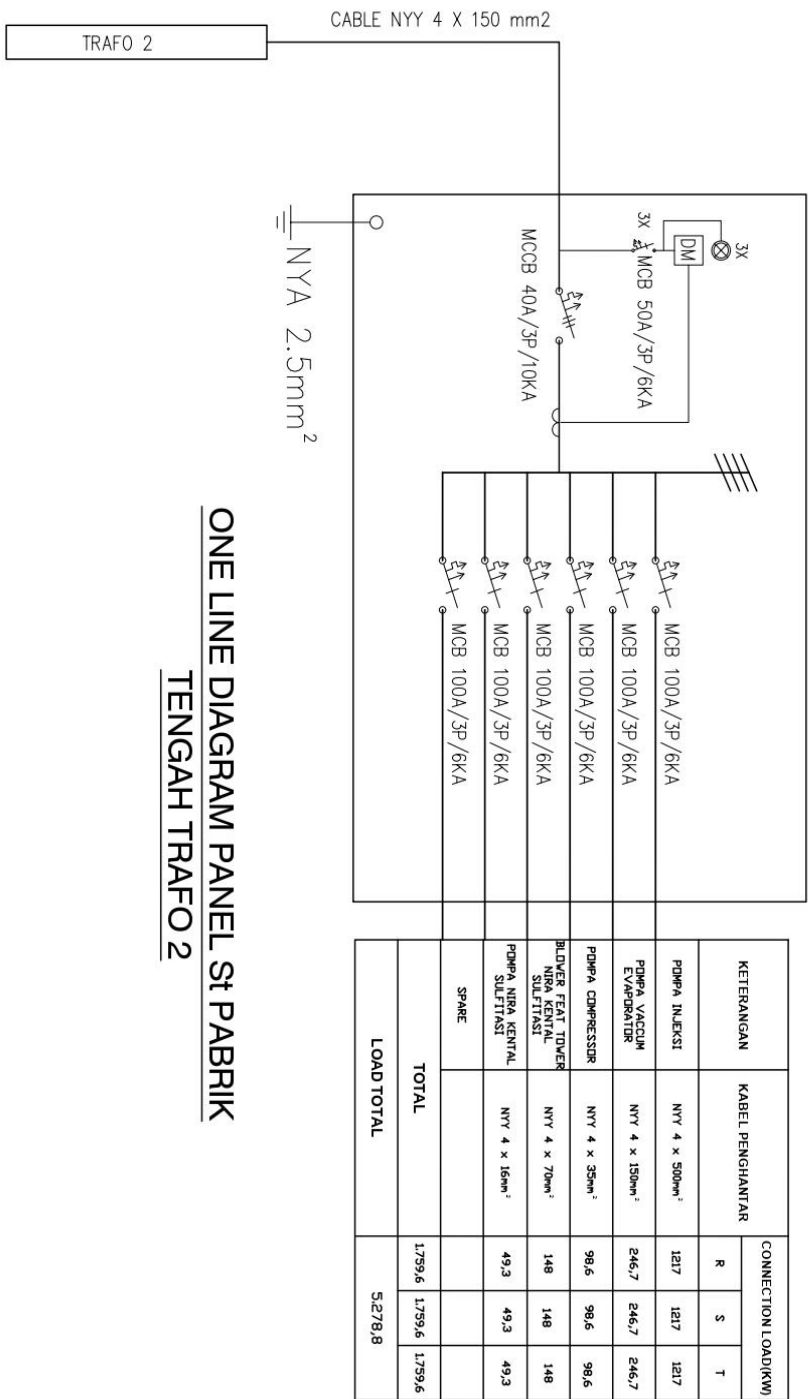 TRAFO 2
CABLE NYY 4 X 150 mm2
3X
DM
3X
MCB 50A/3P/6KA
MCCB 40A/3P/10KA
NYA 2.5mm²
MCB 100A/3P/6KA
MCB 100A/3P/6KA
MCB 100A/3P/6KA
MCB 100A/3P/6KA
MCB 100A/3P/6KA
MCB 100A/3P/6KA
KETERANGAN KABEL PENGHANTAR CONNECTION LOAD(KW)
R S T
POMPA INJEKSI NYY 4 x 500mm² 1217 1217 1217
POMPA VACCUM
EVAPORATOR NYY 4 x 150mm² 246,7 246,7 246,7
POMPA COMPRESSOR NYY 4 x 35mm² 98,6 98,6 98,6
BLOWER FEAT TOWER
NIRA KENTAL
SULFITASI NYY 4 x 70mm² 148 148 148
POMPA NIRA KENTAL
SULFITASI NYY 4 x 16mm² 49,3 49,3 49,3
SPARE
TOTAL 1.759,6 1.759,6 1.759,6
LOAD TOTAL 5.278,8
ONE LINE DIAGRAM PANEL St PABRIK
TENGAH TRAFO 2